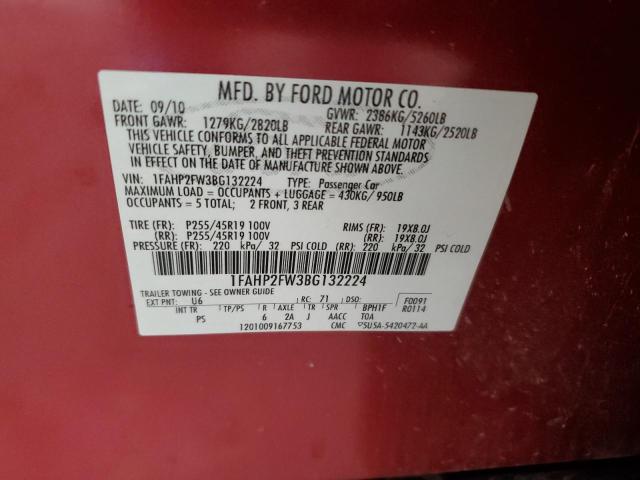 MFD. BY FORD MOTOR CO.
DATE: 09/10 GVWR: 2386KG/5260LB
FRONT GAWR: 1279KG/2820LB REAR GAWR: 1143KG/2520LB
THIS VEHICLE CONFORMS TO ALL APPLICABLE FEDERAL MOTOR
VEHICLE SAFETY, BUMPER, AND THEFT PREVENTION STANDARDS
IN EFFECT ON THE DATE OF MANUFACTURE SHOWN ABOVE.
VIN: 1FAHP2FW3BG132224 TYPE: Passenger Car
MAXIMUM LOAD = OCCUPANTS + LUGGAGE = 430KG/ 950LB
OCCUPANTS = 5 TOTAL; 2 FRONT, 3 REAR
TIRE (FR): P255/45R19 100V RIMS (FR): 19X8.0J
(RR): P255/45R19 100V (RR): 19X8.0J
PRESSURE (FR): 220 kPa/ 32 PSI COLD (RR): 220 kPa/ 32 PSI COLD
1FAHP2FW3BG132224
TRAILER TOWING - SEE OWNER GUIDE
EXT PNT: U6 RC: 71 DSO: F0091
INT TR TP/PS R AXLE TR SPR BPH1F R0114
PS 6 2A J AACC TOA
1201009167753 CMC 5U5A-5420472-AA